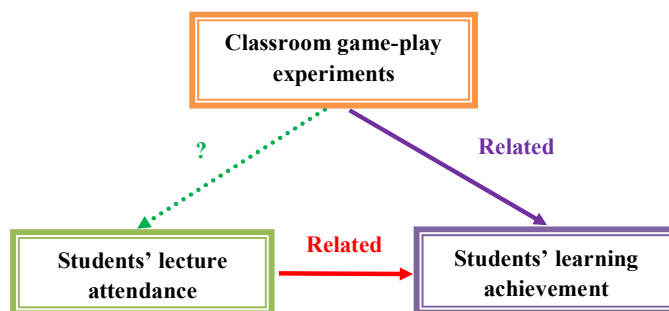 Classroom game-play
experiments
?
Related
Related
Students’ lecture
attendance
Students’ learning
achievement